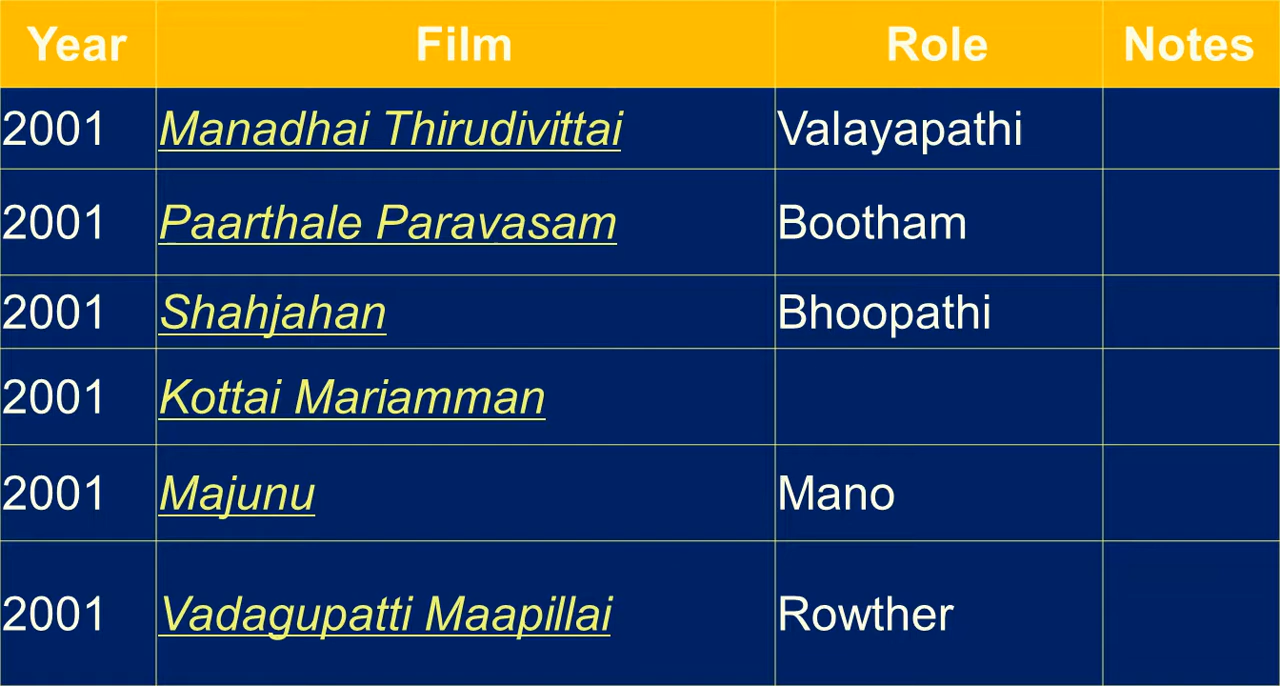 Year Film Role Notes
2001 Manadhai Thirudivittai Valayapathi
2001 Paarthale Paravasam Bootham
2001 Shahjahan Bhoopathi
2001 Kottai Mariamman
2001 Majunu Mano
2001 Vadagupatti Maapillai Rowther